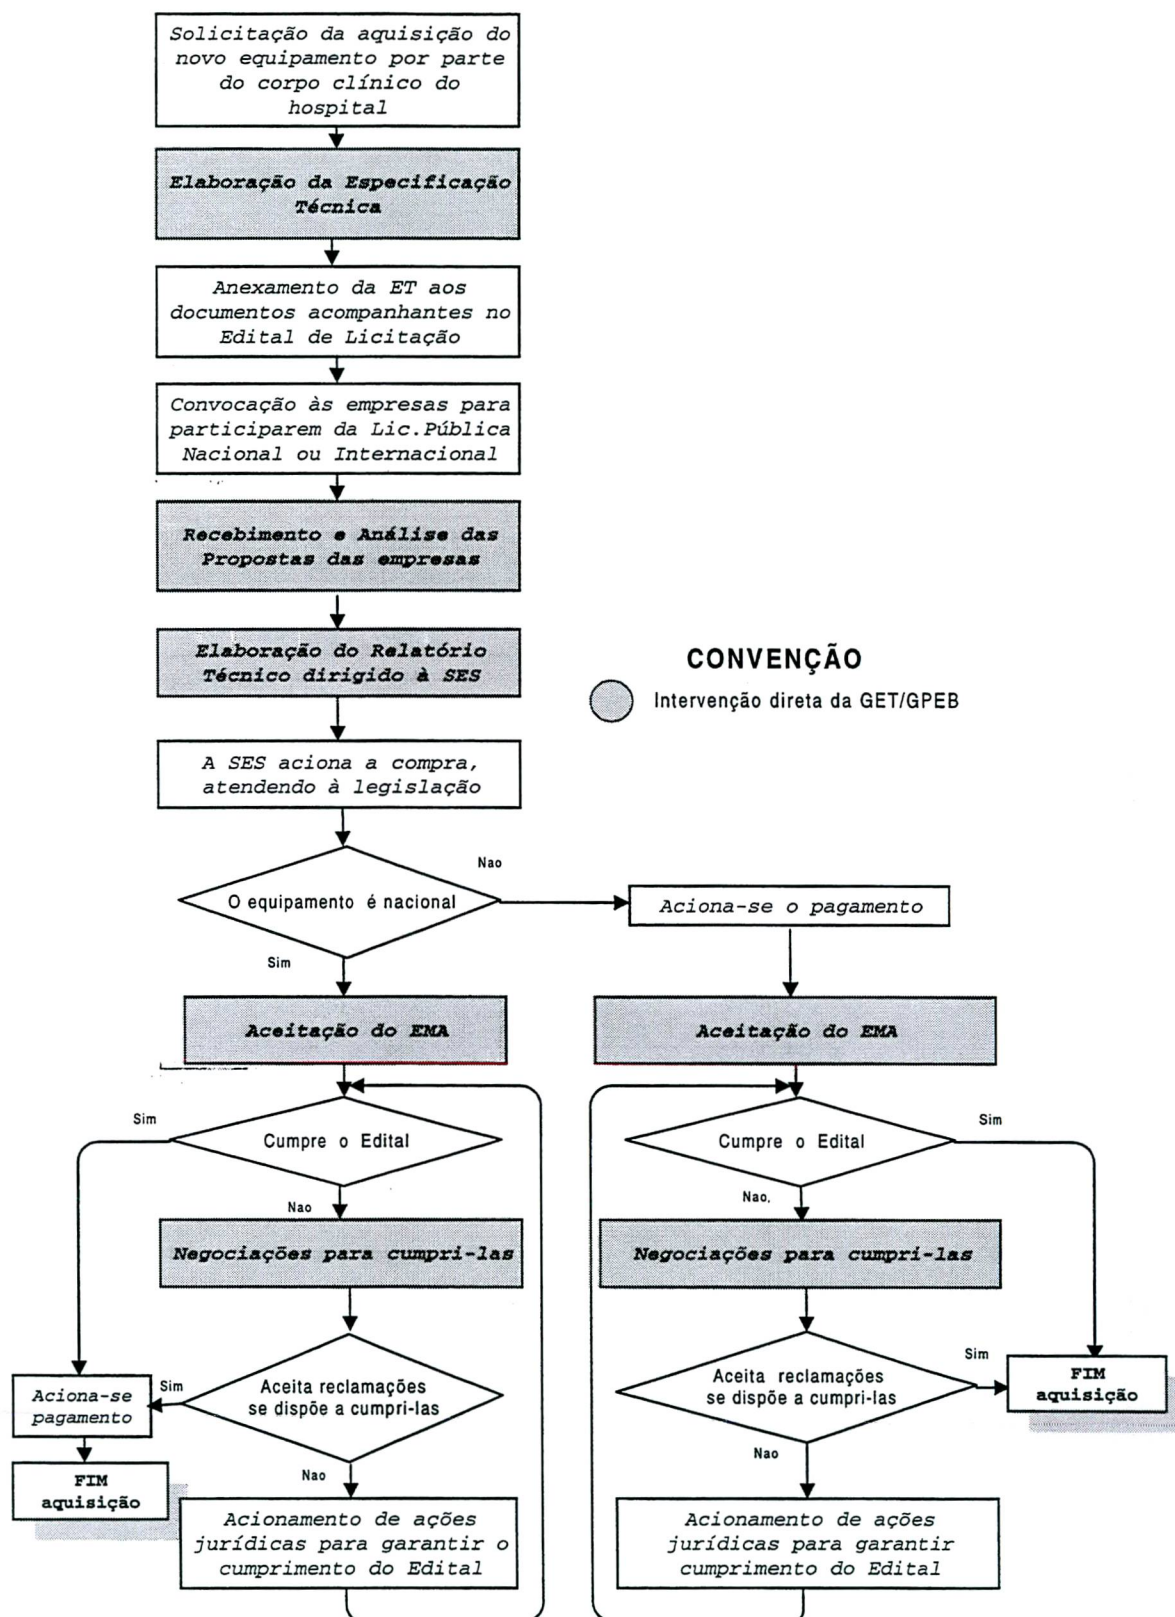 Solicitação da aquisição do
novo equipamento por parte
do corpo clínico do
hospital
Elaboração da Especificação
Técnica
Anexamento da ET aos
documentos acompanhantes no
Edital de Licitação
Convocação às empresas para
participarem da Lic.Pública
Nacional ou Internacional
Recebimento e Análise das
Propostas das empresas
Elaboração do Relatório
Técnico dirigido à SES
CONVENÇÃO
Intervenção direta da GET/GPEB
A SES aciona a compra,
atendendo à legislação
O equipamento é nacional
Nao
Aciona-se o pagamento
Sim
Aceitação do EMA
Aceitação do EMA
Sim
Cumpre o Edital
Cumpre o Edital
Sim
Nao
Nao.
Negociações para cumpri-las
Negociações para cumpri-las
Aceita reclamações
se dispõe a cumpri-las
Sim
Aciona-se
pagamento
FIM
aquisição
Aceita reclamações
se dispõe a cumpri-las
Sim
FIM
aquisição
Nao
Nao
Acionamento de ações
jurídicas para garantir o
cumprimento do Edital
Acionamento de ações
jurídicas para garantir
cumprimento do Edital